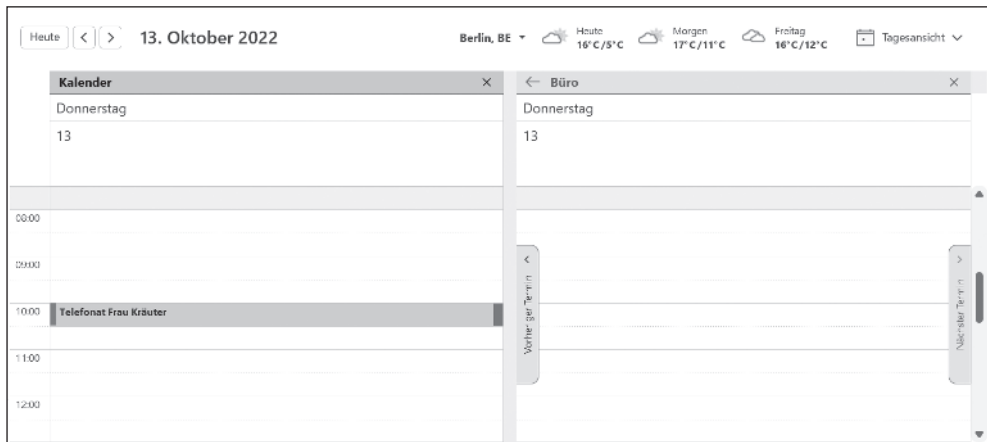 Heute < > 13. Oktober 2022 Berlin, BE Heute 16°C/5°C Morgen 17°C/11°C Freitag 16°C/12°C Tagesansicht
Kalender × ← Büro ×
Donnerstag Donnerstag
13 13
08:00
09:00
10:00 Telefonat Frau Kräuter
11:00
12:00
Vorheriger Termin
Nächster Termin